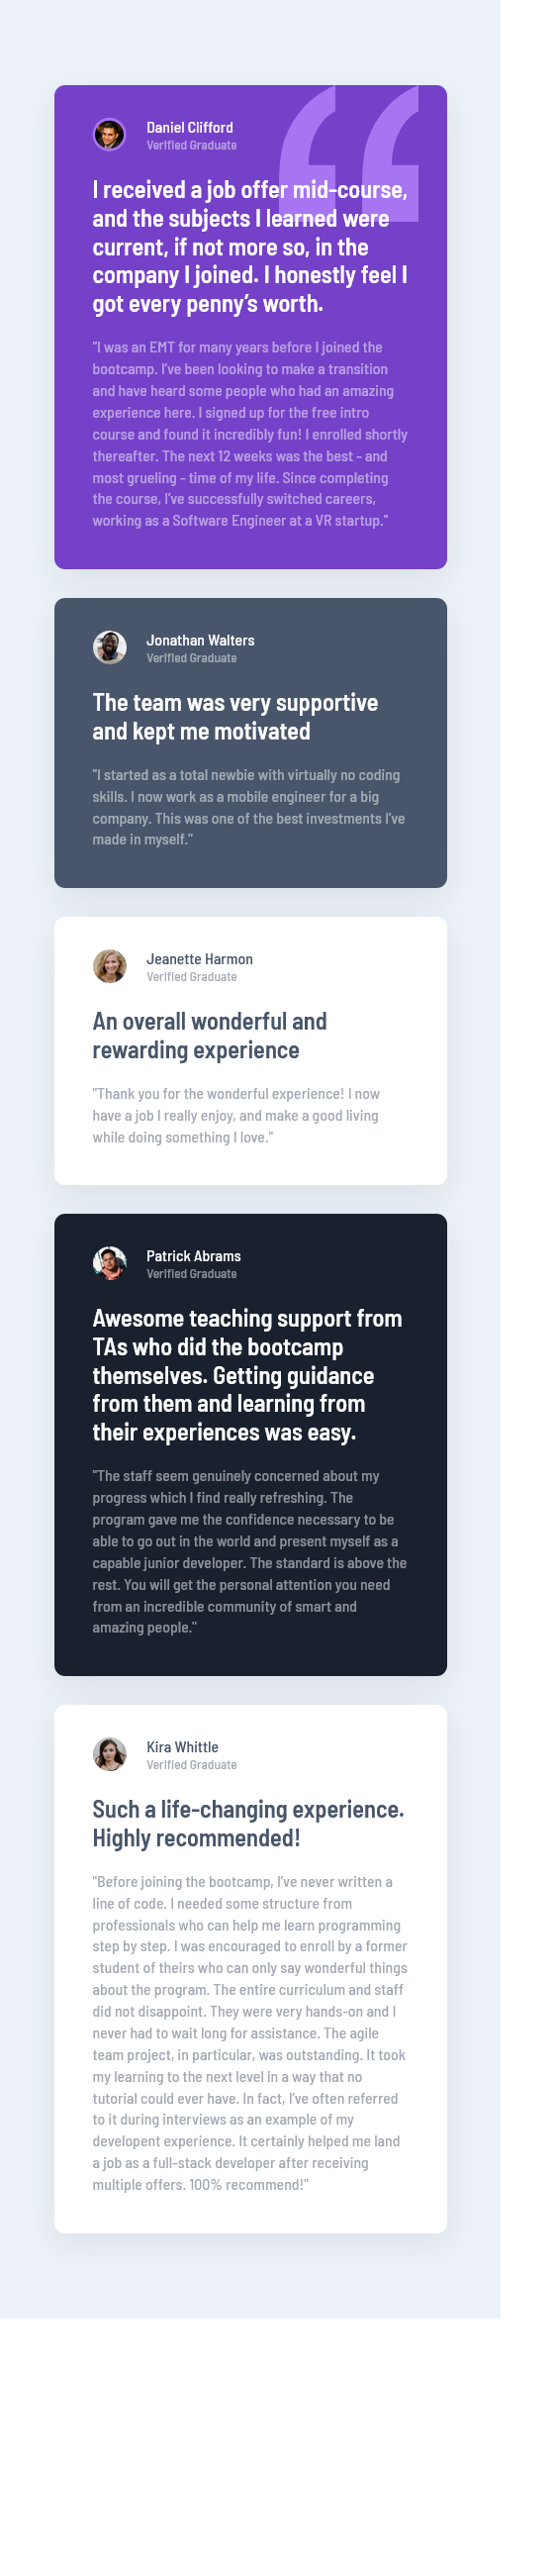 Daniel Clifford
Verified Graduate
I received a job offer mid-course,
and the subjects I learned were
current, if not more so, in the
company I joined. I honestly feel I
got every penny’s worth.
"I was an EMT for many years before I joined the
bootcamp. I’ve been looking to make a transition
and have heard some people who had an amazing
experience here. I signed up for the free intro
course and found it incredibly fun! I enrolled shortly
thereafter. The next 12 weeks was the best - and
most grueling - time of my life. Since completing
the course, I’ve successfully switched careers,
working as a Software Engineer at a VR startup."
Jonathan Walters
Verified Graduate
The team was very supportive
and kept me motivated
"I started as a total newbie with virtually no coding
skills. I now work as a mobile engineer for a big
company. This was one of the best investments I’ve
made in myself."
Jeanette Harmon
Verified Graduate
An overall wonderful and
rewarding experience
"Thank you for the wonderful experience! I now
have a job I really enjoy, and make a good living
while doing something I love."
Patrick Abrams
Verified Graduate
Awesome teaching support from
TAs who did the bootcamp
themselves. Getting guidance
from them and learning from
their experiences was easy.
"The staff seem genuinely concerned about my
progress which I find really refreshing. The
program gave me the confidence necessary to be
able to go out in the world and present myself as a
capable junior developer. The standard is above the
rest. You will get the personal attention you need
from an incredible community of smart and
amazing people."
Kira Whittle
Verified Graduate
Such a life-changing experience.
Highly recommended!
"Before joining the bootcamp, I’ve never written a
line of code. I needed some structure from
professionals who can help me learn programming
step by step. I was encouraged to enroll by a former
student of theirs who can only say wonderful things
about the program. The entire curriculum and staff
did not disappoint. They were very hands-on and I
never had to wait long for assistance. The agile
team project, in particular, was outstanding. It took
my learning to the next level in a way that no
tutorial could ever have. In fact, I’ve often referred
to it during interviews as an example of my
developent experience. It certainly helped me land
a job as a full-stack developer after receiving
multiple offers. 100% recommend!"